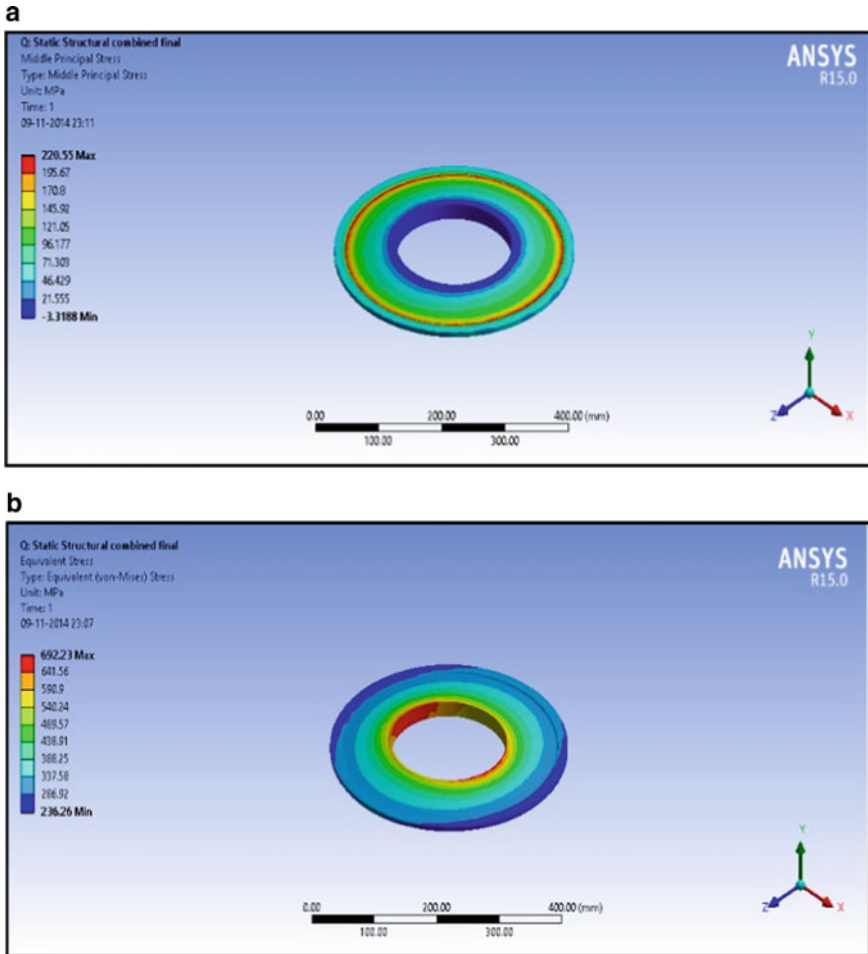 a
Q: Static Structural combined final
Middle Principal Stress
Type: Middle Principal Stress
Unit: MPa
Time: 1
09-11-2014 23:11
ANSYS
R15.0
220.55 Max
195.67
170.8
145.92
121.05
96.177
71.303
46.429
21.555
-3.3188 Min
0.00 200.00 400.00 (mm)
100.00 300.00
Y
Z X
b
Q: Static Structural combined final
Equivalent Stress
Type: Equivalent (von-Mises) Stress
Unit: MPa
Time: 1
09-11-2014 23:07
ANSYS
R15.0
692.23 Max
641.56
590.9
540.24
489.57
438.91
388.25
337.58
286.92
236.26 Min
0.00 200.00 400.00 (mm)
100.00 300.00
Y
Z X